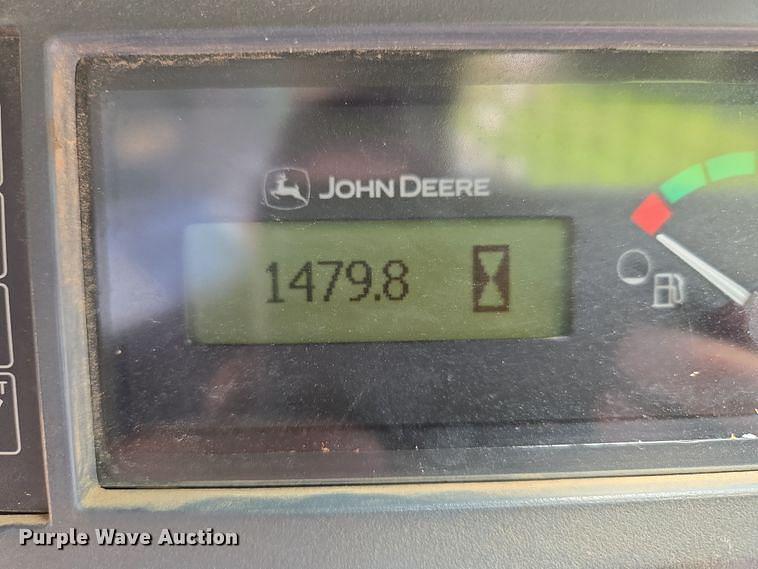 JOHN DEERE
1479.8
T
Purple Wave Auction